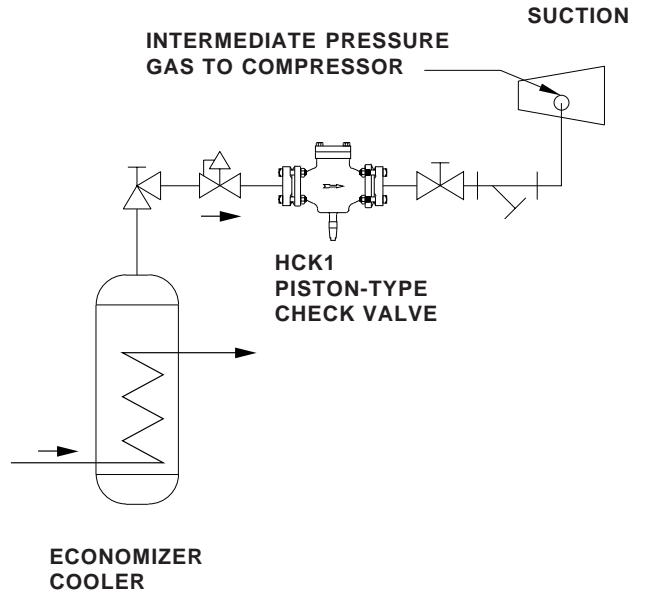 SUCTION
INTERMEDIATE PRESSURE
GAS TO COMPRESSOR
HCK1
PISTON-TYPE
CHECK VALVE
ECONOMIZER
COOLER